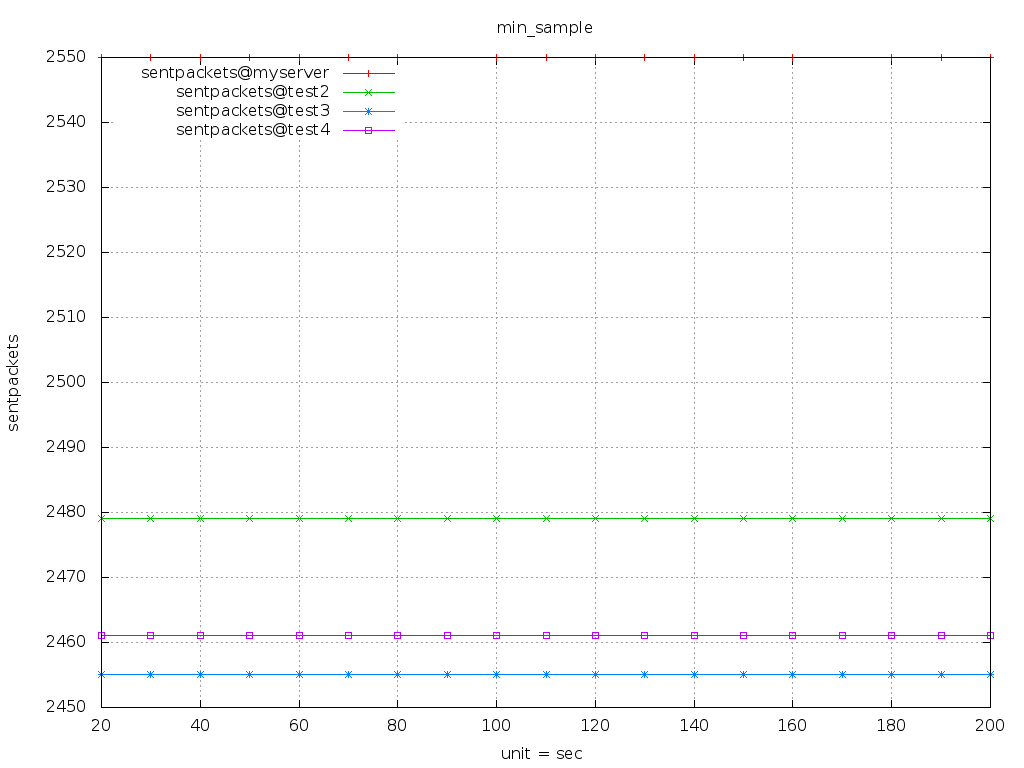 min_sample
sentpackets@myserver
sentpackets@test2
sentpackets@test3
sentpackets@test4
2550
2540
2530
2520
2510
2500
2490
2480
2470
2460
2450
sentpackets
20 40 60 80 100 120 140 160 180 200
unit = sec